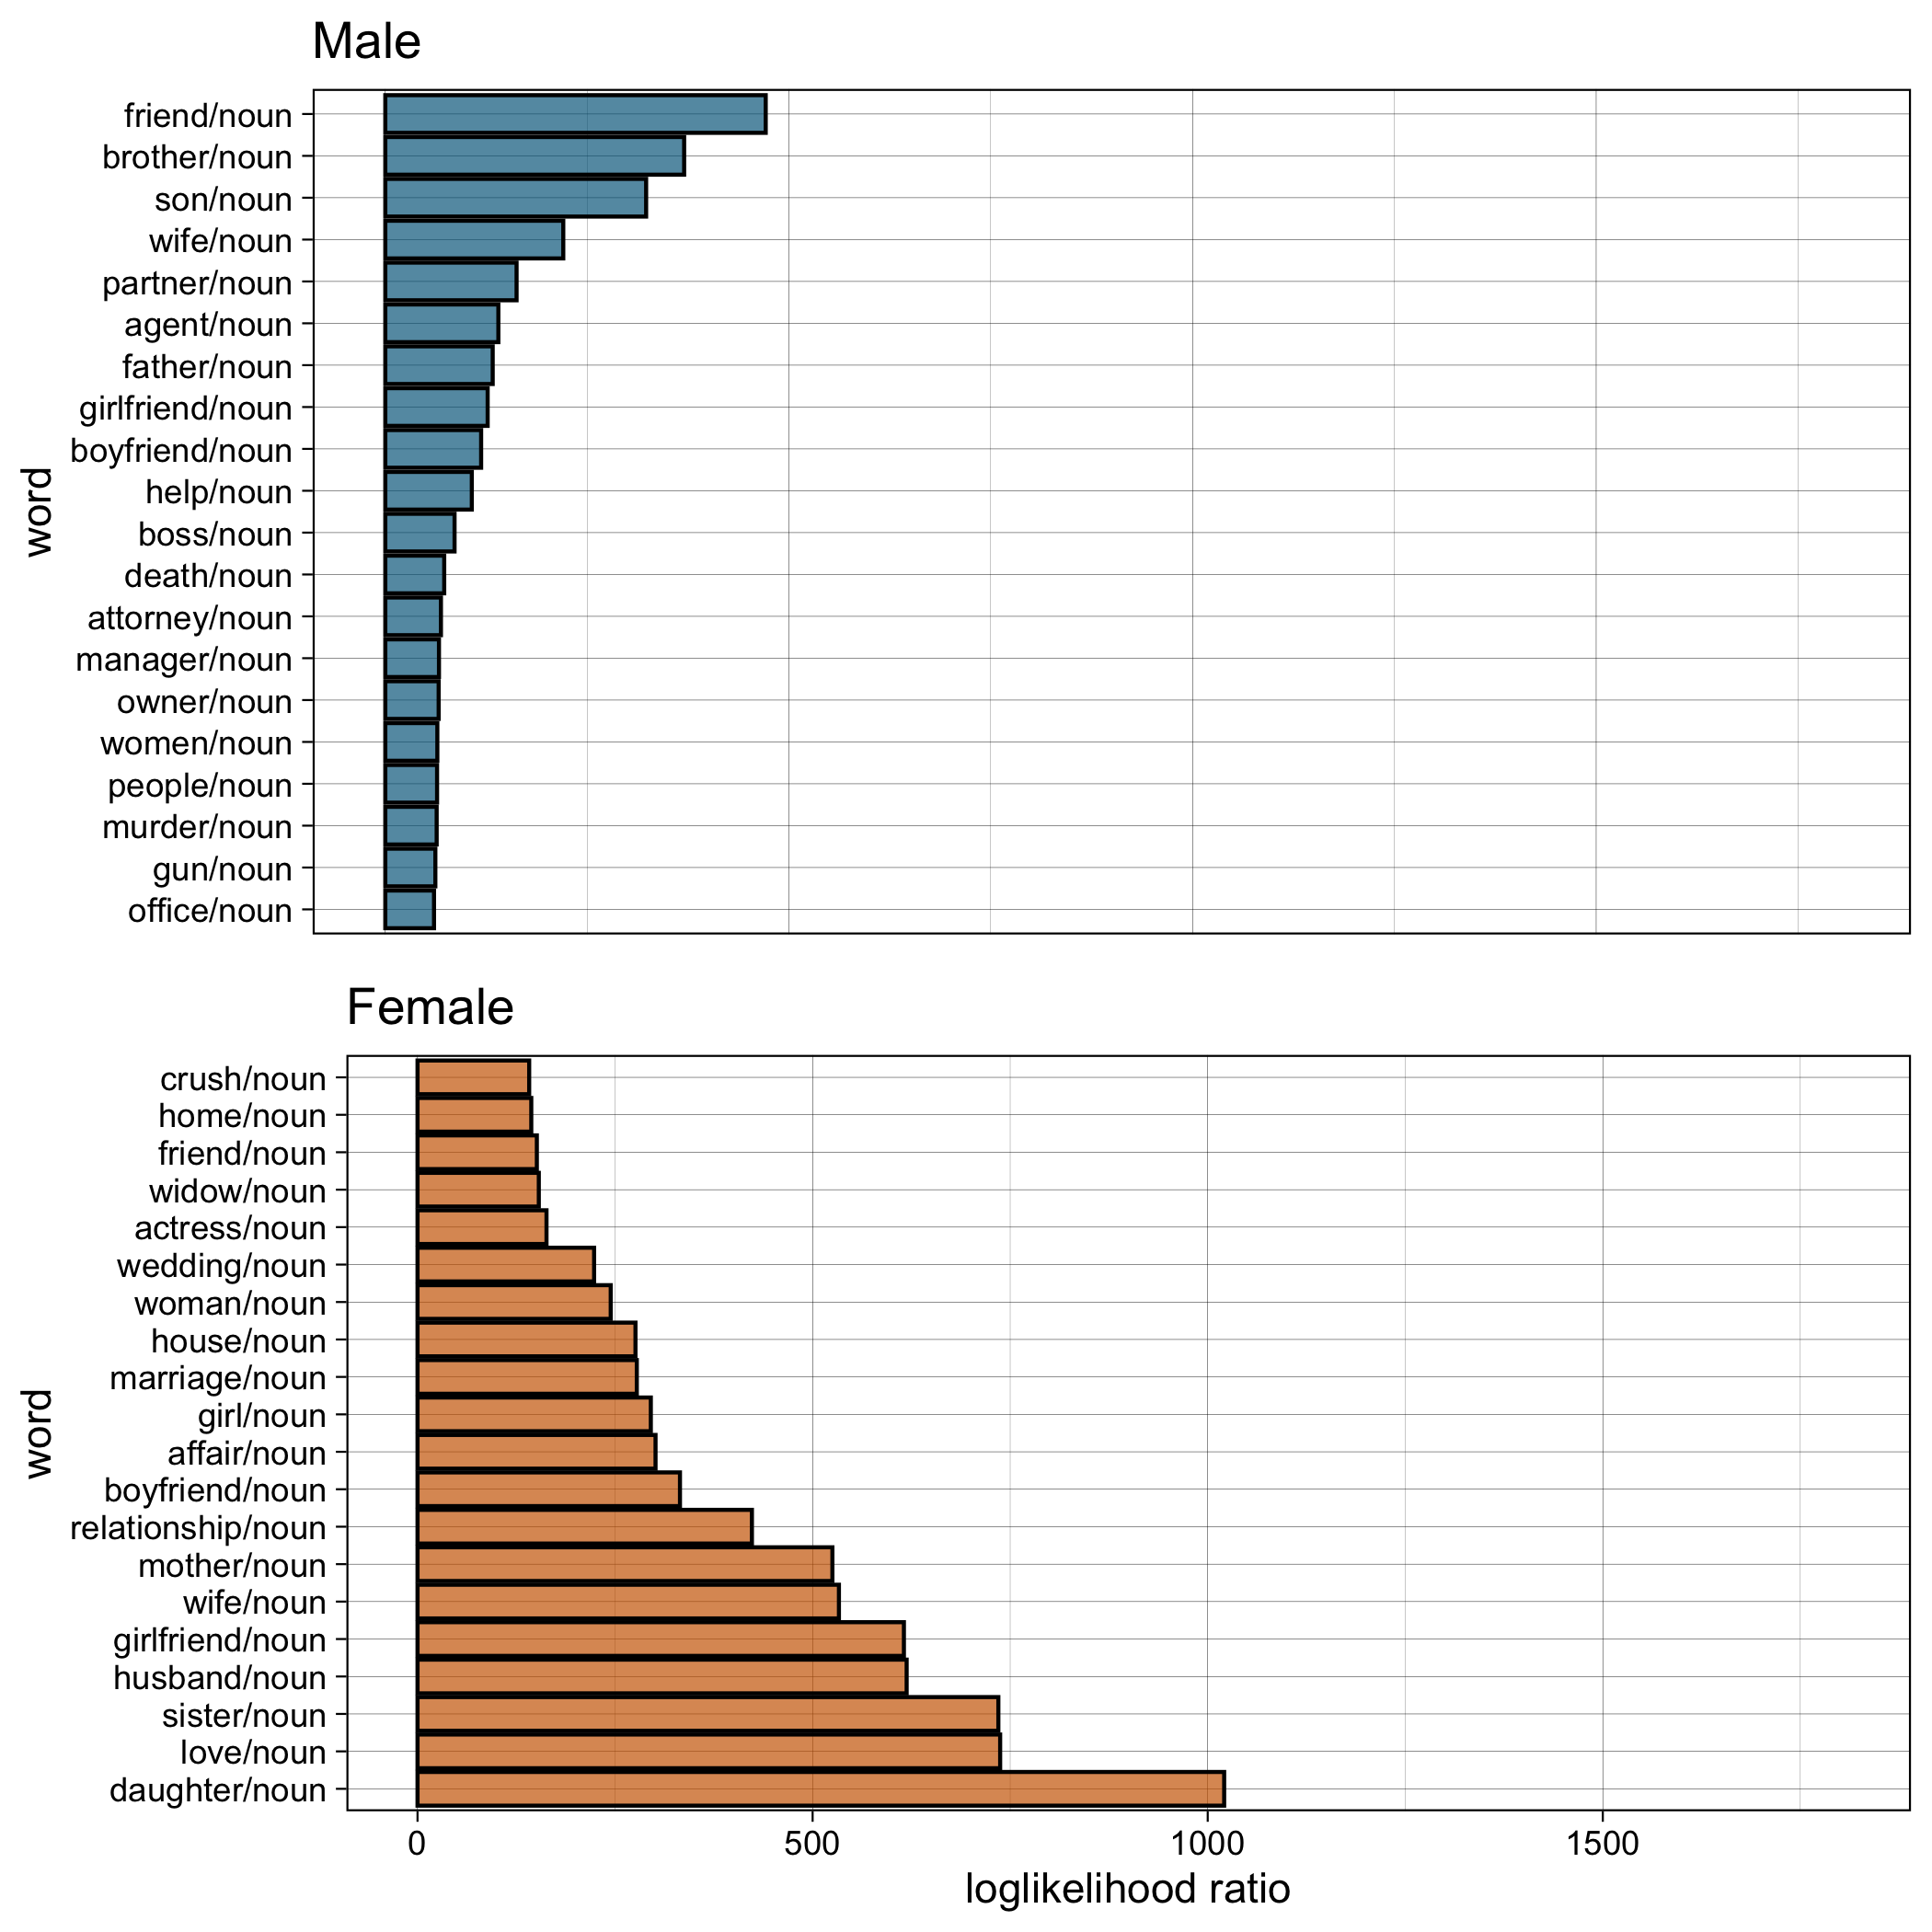 Male
word
friend/noun
brother/noun
son/noun
wife/noun
partner/noun
agent/noun
father/noun
girlfriend/noun
boyfriend/noun
help/noun
boss/noun
death/noun
attorney/noun
manager/noun
owner/noun
women/noun
people/noun
murder/noun
gun/noun
office/noun
Female
word
crush/noun
home/noun
friend/noun
widow/noun
actress/noun
wedding/noun
woman/noun
house/noun
marriage/noun
girl/noun
affair/noun
boyfriend/noun
relationship/noun
mother/noun
wife/noun
girlfriend/noun
husband/noun
sister/noun
love/noun
daughter/noun
0 500 1000 1500
loglikelihood ratio